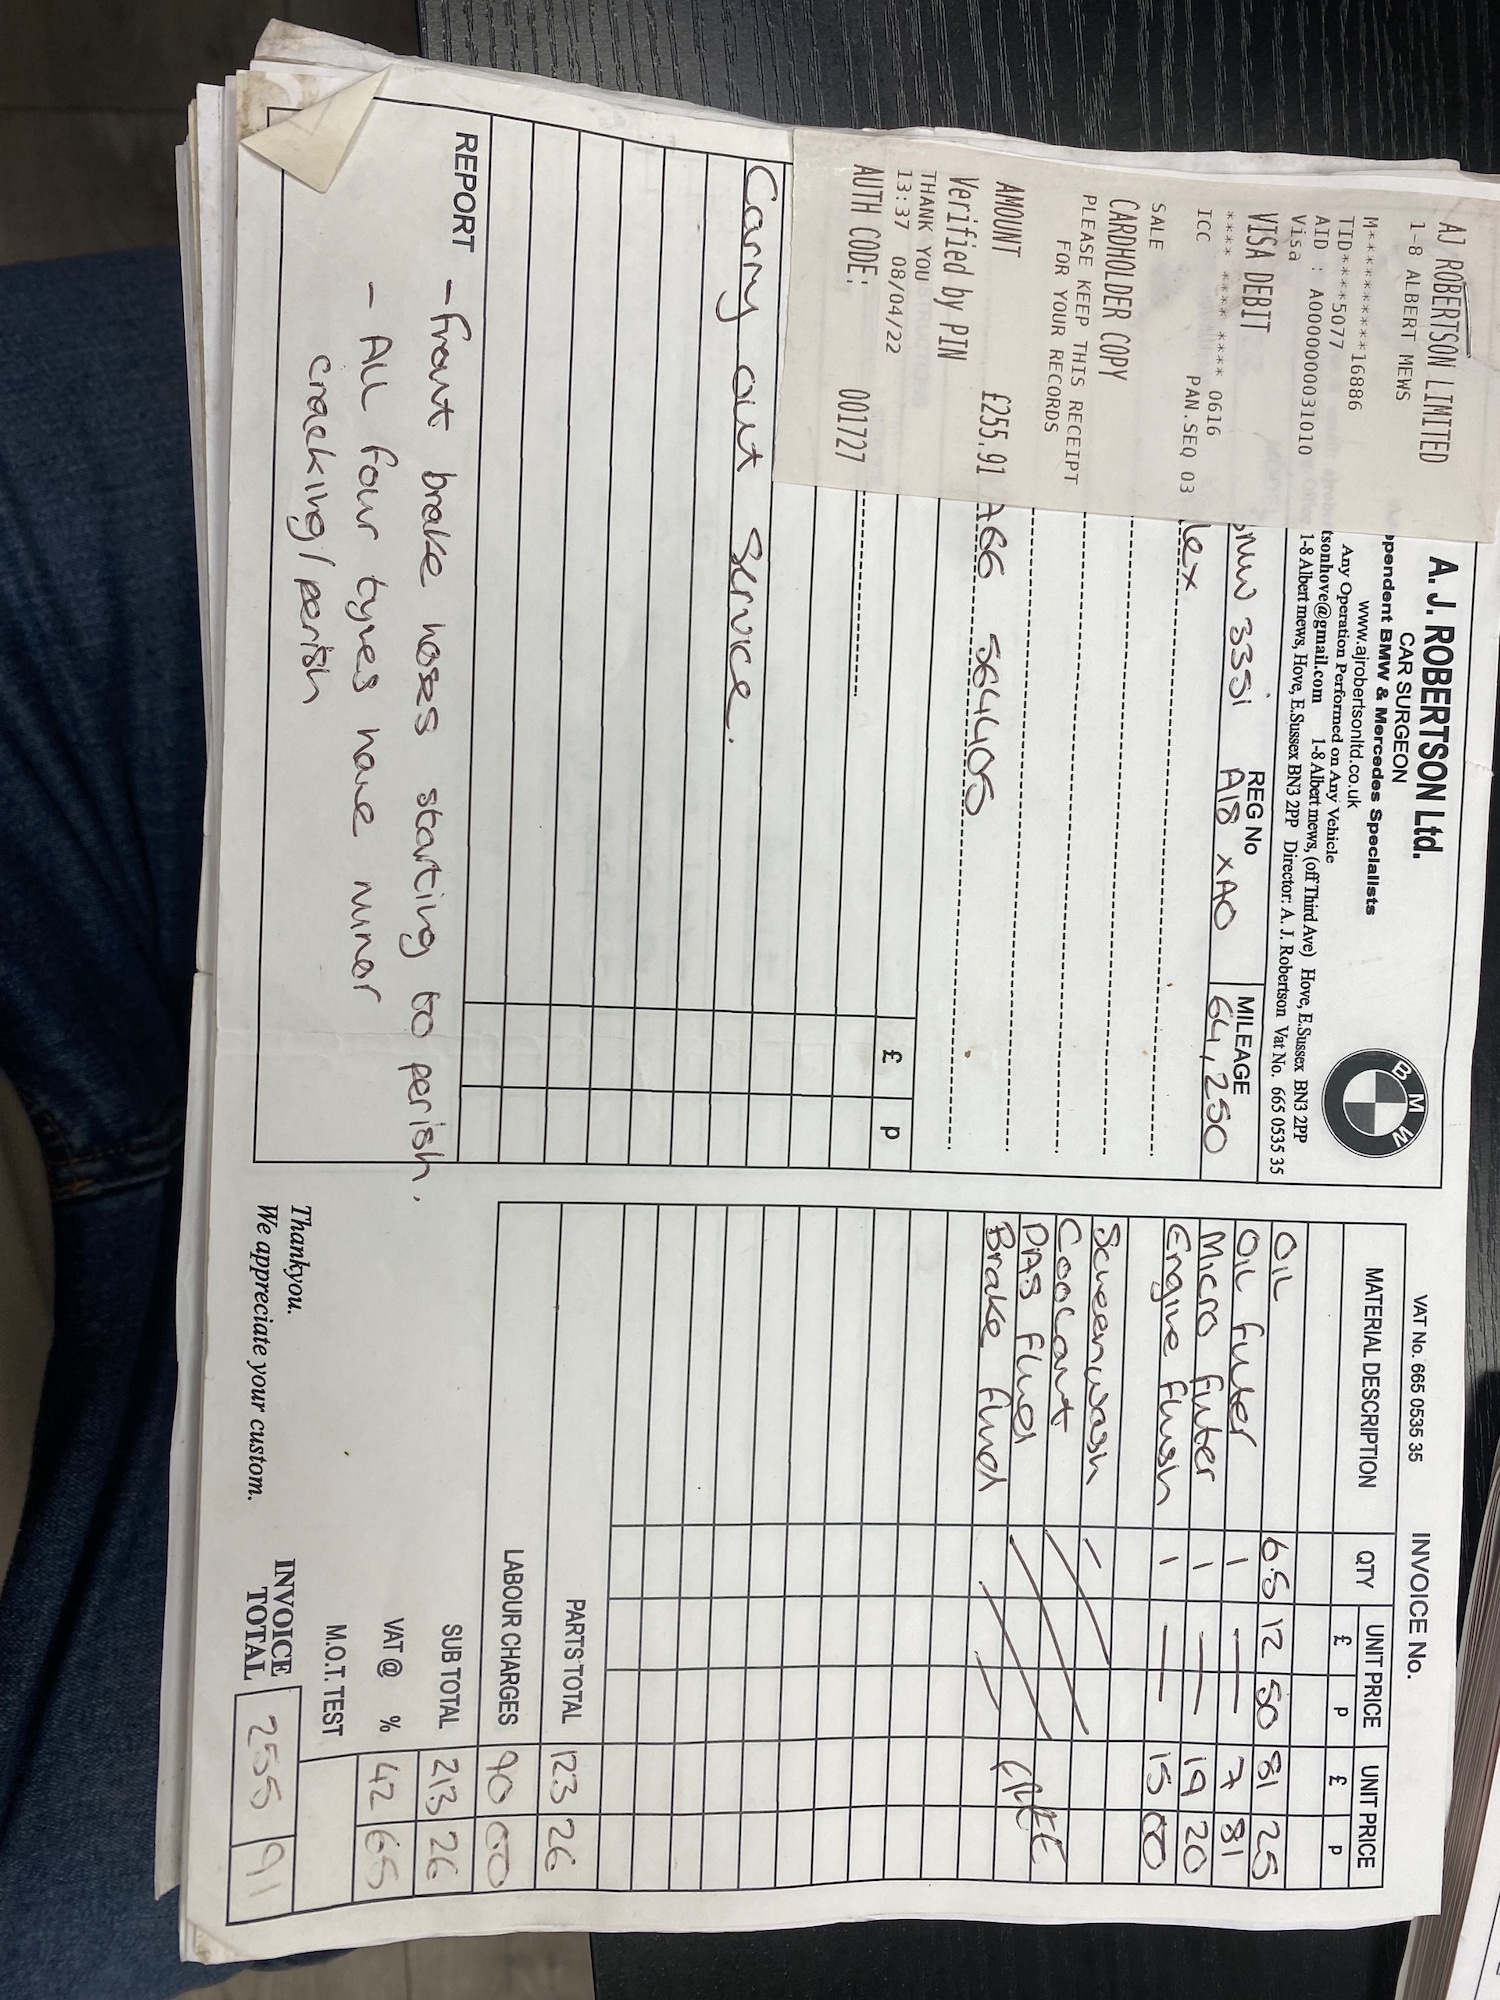 AJ ROBERTSON LIMITED
1-8 ALBERT MEWS
M**********16886
TID****5077
AID : A0000000031010
Visa
VISA DEBIT
**** **** **** 0616
ICC PAN.SEQ 03
SALE
CARDHOLDER COPY
PLEASE KEEP THIS RECEIPT
FOR YOUR RECORDS
AMOUNT £255.91
Verified by PIN
THANK YOU
13:37 08/04/22
AUTH CODE: 001727
A. J. ROBERTSON Ltd.
CAR SURGEON
pendent BMW & Mercedes Specialists
www.ajrobertsonltd.co.uk
Any Operation Performed on Any Vehicle
tsonhove@gmail.com 1-8 Albert mews, (off Third Ave) Hove, E.Sussex BN3 2PP
1-8 Albert mews, Hove, E.Sussex BN3 2PP Director: A. J. Robertson Vat No. 665 0535 35
BMW
REG No MILEAGE
BMW 335i A18 XAO 64,250
lex
A66 564405
£ p
Carry out Service.
REPORT - front brake hoses starting to perish.
- ALL four tyres have minor
cracking/perish
VAT No. 665 0535 35 INVOICE No.
MATERIAL DESCRIPTION QTY UNIT PRICE UNIT PRICE
£ p £ p
OIL 6.5 12 50 81 25
OIL filter 1 — 7 81
Micro filter 1 — 19 20
Engine flush 1 — 15 00
Screenwash
Coolant
PAS fluid
Brake fluid FREE
PARTS TOTAL 123 26
LABOUR CHARGES 90 00
SUB TOTAL 213 26
VAT @ % 42 65
M.O.T. TEST
INVOICE
TOTAL 255 91
Thankyou.
We appreciate your custom.